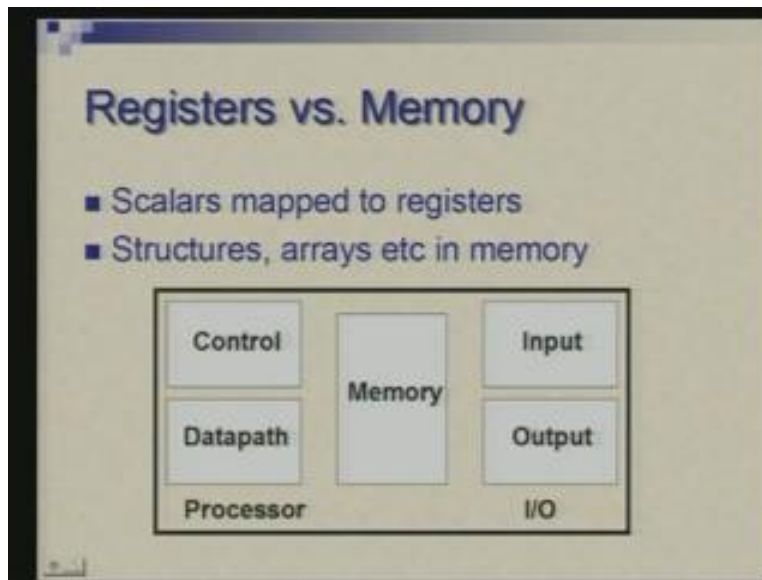 Registers vs. Memory
Scalars mapped to registers
Structures, arrays etc in memory
Control
Memory
Input
Datapath
Output
Processor
I/O